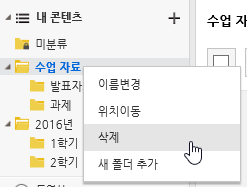 내 콘텐츠
미분류
수업 자료
발표자
과제
2016년
1학기
2학기
수업 자
이름변경
위치이동
삭제
새 폴더 추가